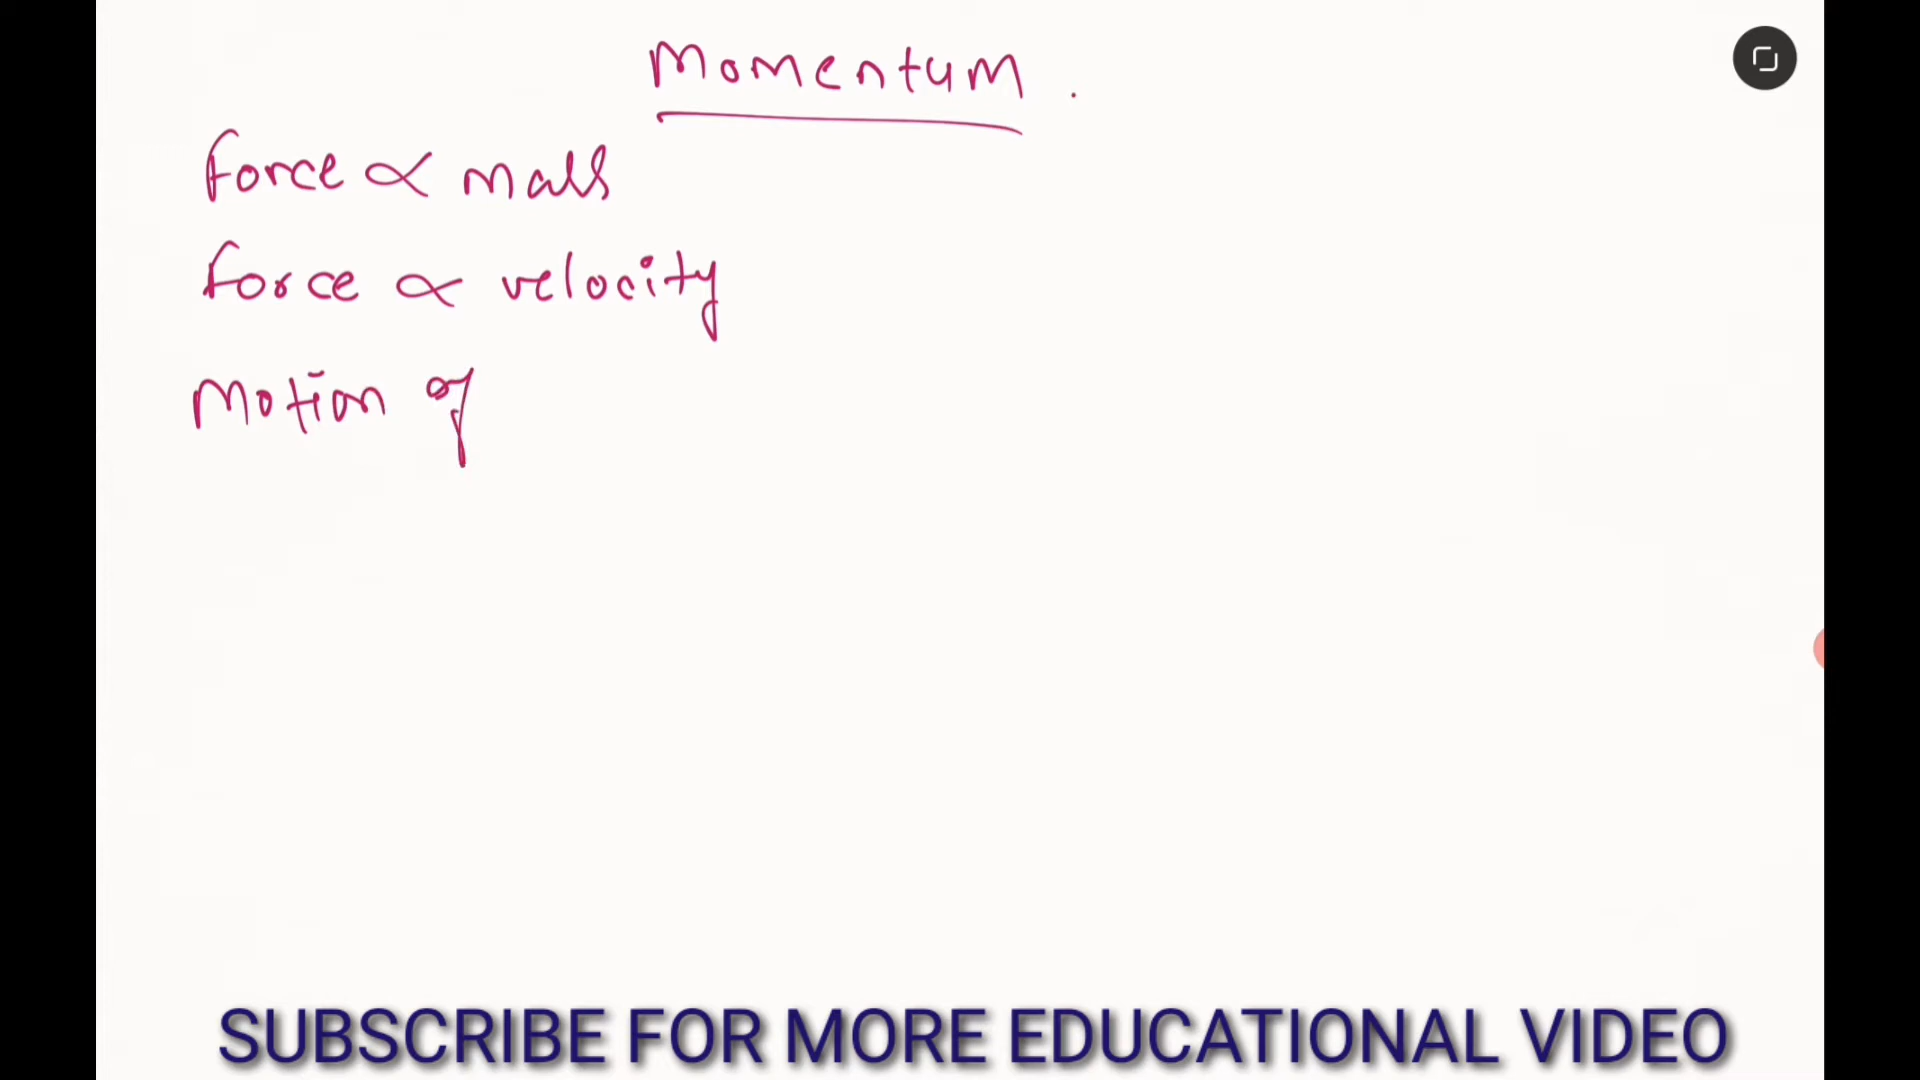 Momentum.
Force ∝ mass
Force ∝ velocity
Motion of
SUBSCRIBE FOR MORE EDUCATIONAL VIDEO